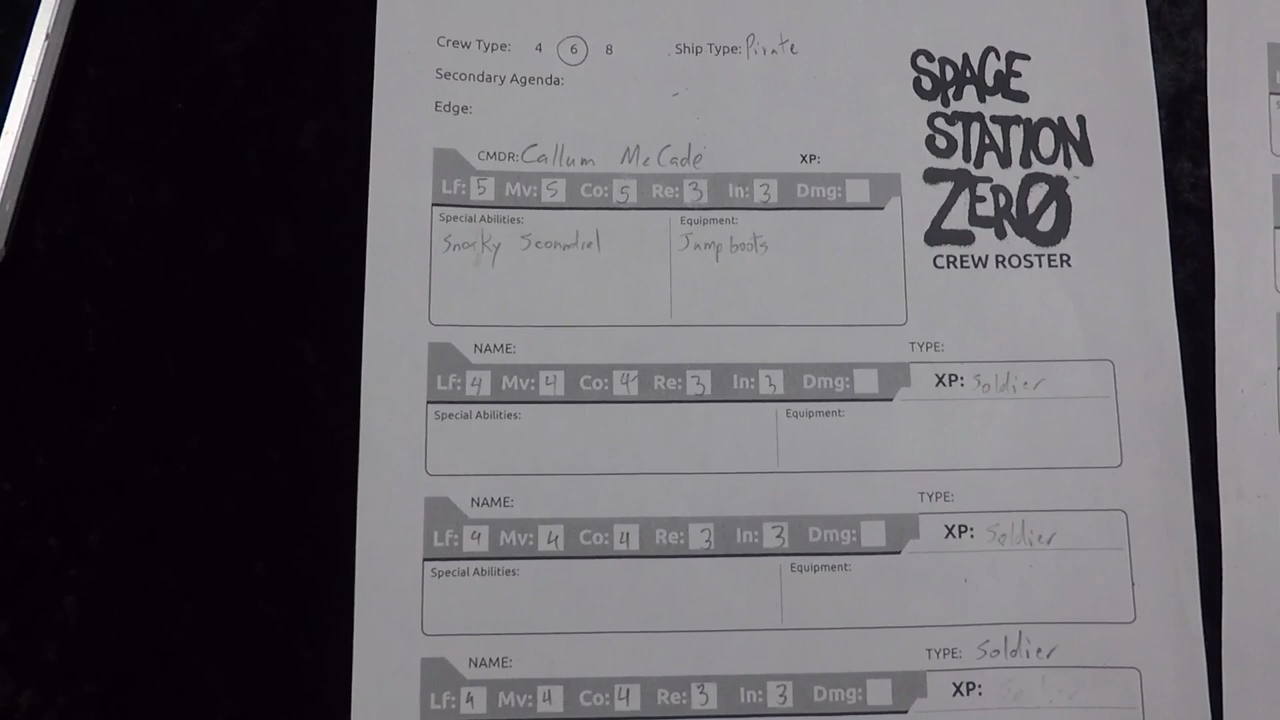 Crew Type: 4 6 8 Ship Type: Pirate
Secondary Agenda:
Edge:
SPACE
STATION
ZERØ
CREW ROSTER
CMDR: Callum McCade XP:
Lf: 5 Mv: 5 Co: 5 Re: 3 In: 3 Dmg:
Special Abilities: Equipment:
Snarky Scoundrel Jump boots
NAME: TYPE:
Lf: 4 Mv: 4 Co: 4 Re: 3 In: 3 Dmg: XP: Soldier
Special Abilities: Equipment:
NAME: TYPE:
Lf: 4 Mv: 4 Co: 4 Re: 3 In: 3 Dmg: XP: Soldier
Special Abilities: Equipment:
NAME: TYPE: Soldier
Lf: 4 Mv: 4 Co: 4 Re: 3 In: 3 Dmg: XP: